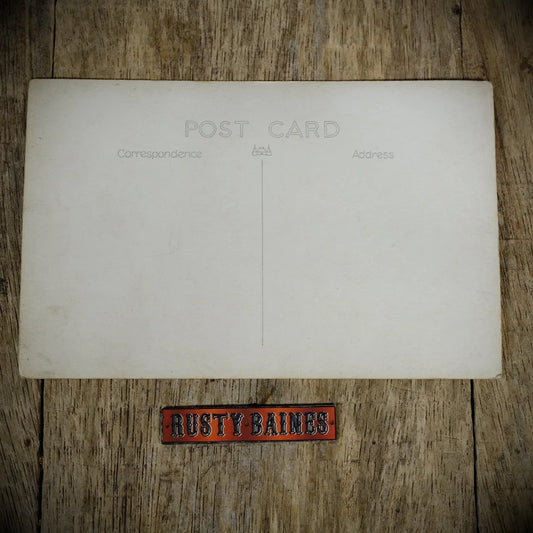 POST CARD
Correspondence Address
RUSTY·BAINES